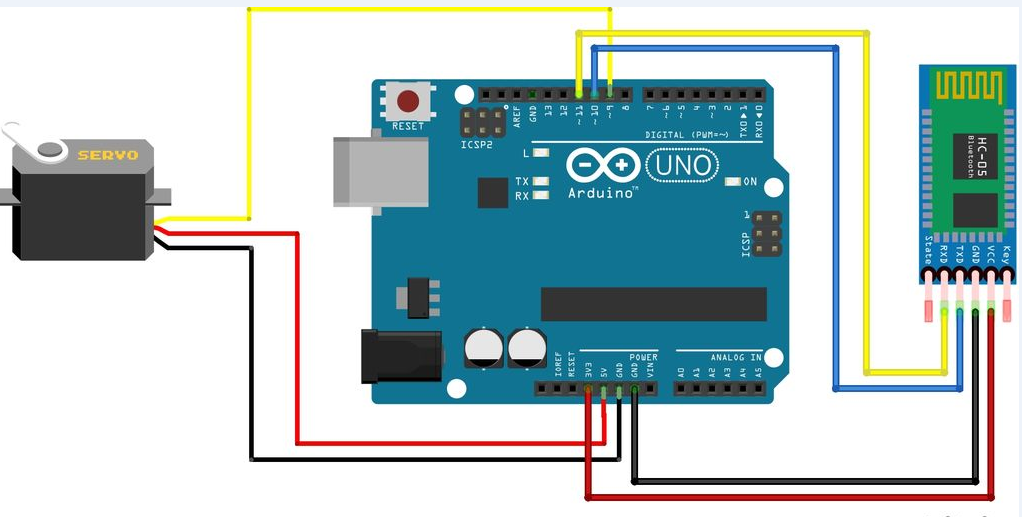 SERVO
RESET
ICSP2
AREF
GND
13
12
~11
~10
~9
8
7
~6
~5
4
~3
2
TXD▶1
RXD◀0
DIGITAL (PWM=~)
L
TX
RX
Arduino™
UNO
ON
1
ICSP
IOREF
RESET
3V3
5V
GND
GND
VIN
POWER
ANALOG IN
A0
A1
A2
A3
A4
A5
HC-05
Bluetooth
State
RXD
TXD
GND
VCC
Key